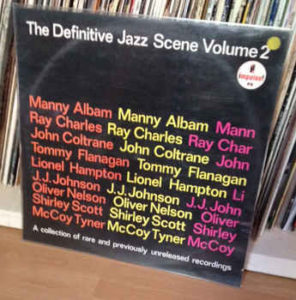 The Definitive Jazz Scene Volume 2
impulse!
Manny Albam Manny Albam Mann
Ray Charles Ray Charles Ray Char
John Coltrane John Coltrane John
Tommy Flanagan Tommy Flanagan
Lionel Hampton Lionel Hampton Li
J.J. Johnson J.J. Johnson J.J. John
Oliver Nelson Oliver Nelson Oliver
Shirley Scott Shirley Scott Shirley
McCoy Tyner McCoy Tyner McCoy
A collection of rare and previously unreleased recordings